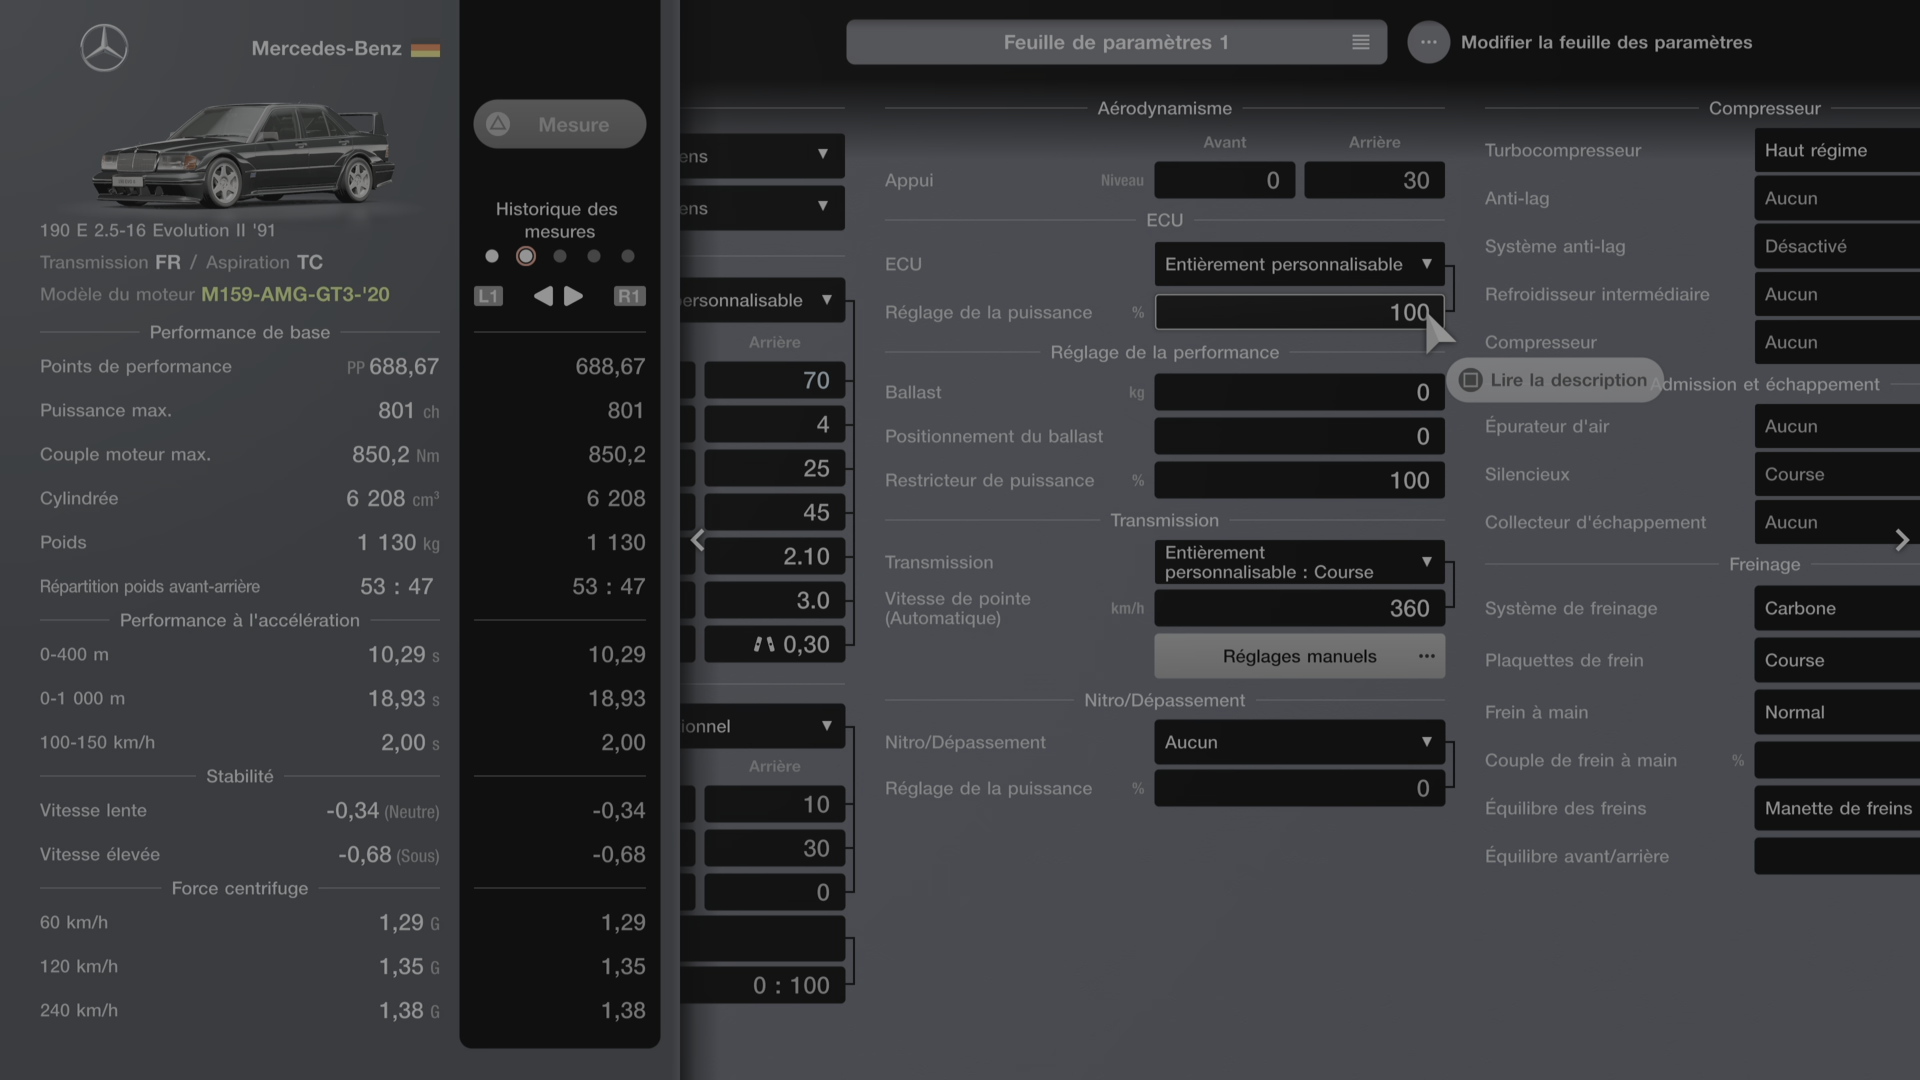 Mercedes-Benz
190 E 2.5-16 Evolution II '91
Transmission FR / Aspiration TC
Modèle du moteur M159-AMG-GT3-'20
Performance de base
Points de performance PP 688,67
Puissance max. 801 ch
Couple moteur max. 850,2 Nm
Cylindrée 6 208 cm³
Poids 1 130 kg
Répartition poids avant-arrière 53 : 47
Performance à l'accélération
0-400 m 10,29 s
0-1 000 m 18,93 s
100-150 km/h 2,00 s
Stabilité
Vitesse lente -0,34 (Neutre)
Vitesse élevée -0,68 (Sous)
Force centrifuge
60 km/h 1,29 G
120 km/h 1,35 G
240 km/h 1,38 G
Mesure
Historique des
mesures
L1 R1
688,67
801
850,2
6 208
1 130
53 : 47
10,29
18,93
2,00
-0,34
-0,68
1,29
1,35
1,38
Feuille de paramètres 1
Modifier la feuille des paramètres
ens
ens
ersonnalisable
Arrière
70
4
25
45
2.10
3.0
0,30
ionnel
Arrière
10
30
0
0 : 100
Aérodynamisme
Avant Arrière
Appui Niveau 0 30
ECU
ECU Entièrement personnalisable
Réglage de la puissance % 100
Réglage de la performance
Ballast kg 0
Positionnement du ballast 0
Restricteur de puissance % 100
Transmission
Transmission Entièrement
personnalisable : Course
Vitesse de pointe
(Automatique) km/h 360
Réglages manuels
Nitro/Dépassement
Nitro/Dépassement Aucun
Réglage de la puissance % 0
Lire la description
Compresseur
Turbocompresseur Haut régime
Anti-lag Aucun
Système anti-lag Désactivé
Refroidisseur intermédiaire Aucun
Compresseur Aucun
Admission et échappement
Épurateur d'air Aucun
Silencieux Course
Collecteur d'échappement Aucun
Freinage
Système de freinage Carbone
Plaquettes de frein Course
Frein à main Normal
Couple de frein à main %
Équilibre des freins Manette de freins
Équilibre avant/arrière